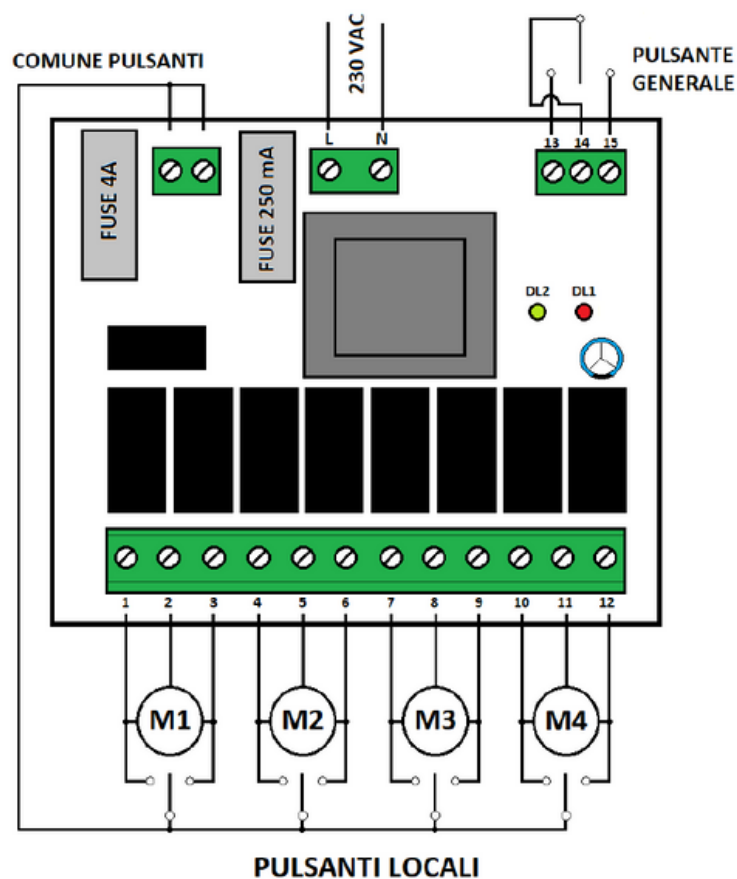 COMUNE PULSANTI
230 VAC
PULSANTE
GENERALE
L N
13 14 15
FUSE 4A
FUSE 250 mA
DL2 DL1
1 2 3 4 5 6 7 8 9 10 11 12
M1 M2 M3 M4
PULSANTI LOCALI